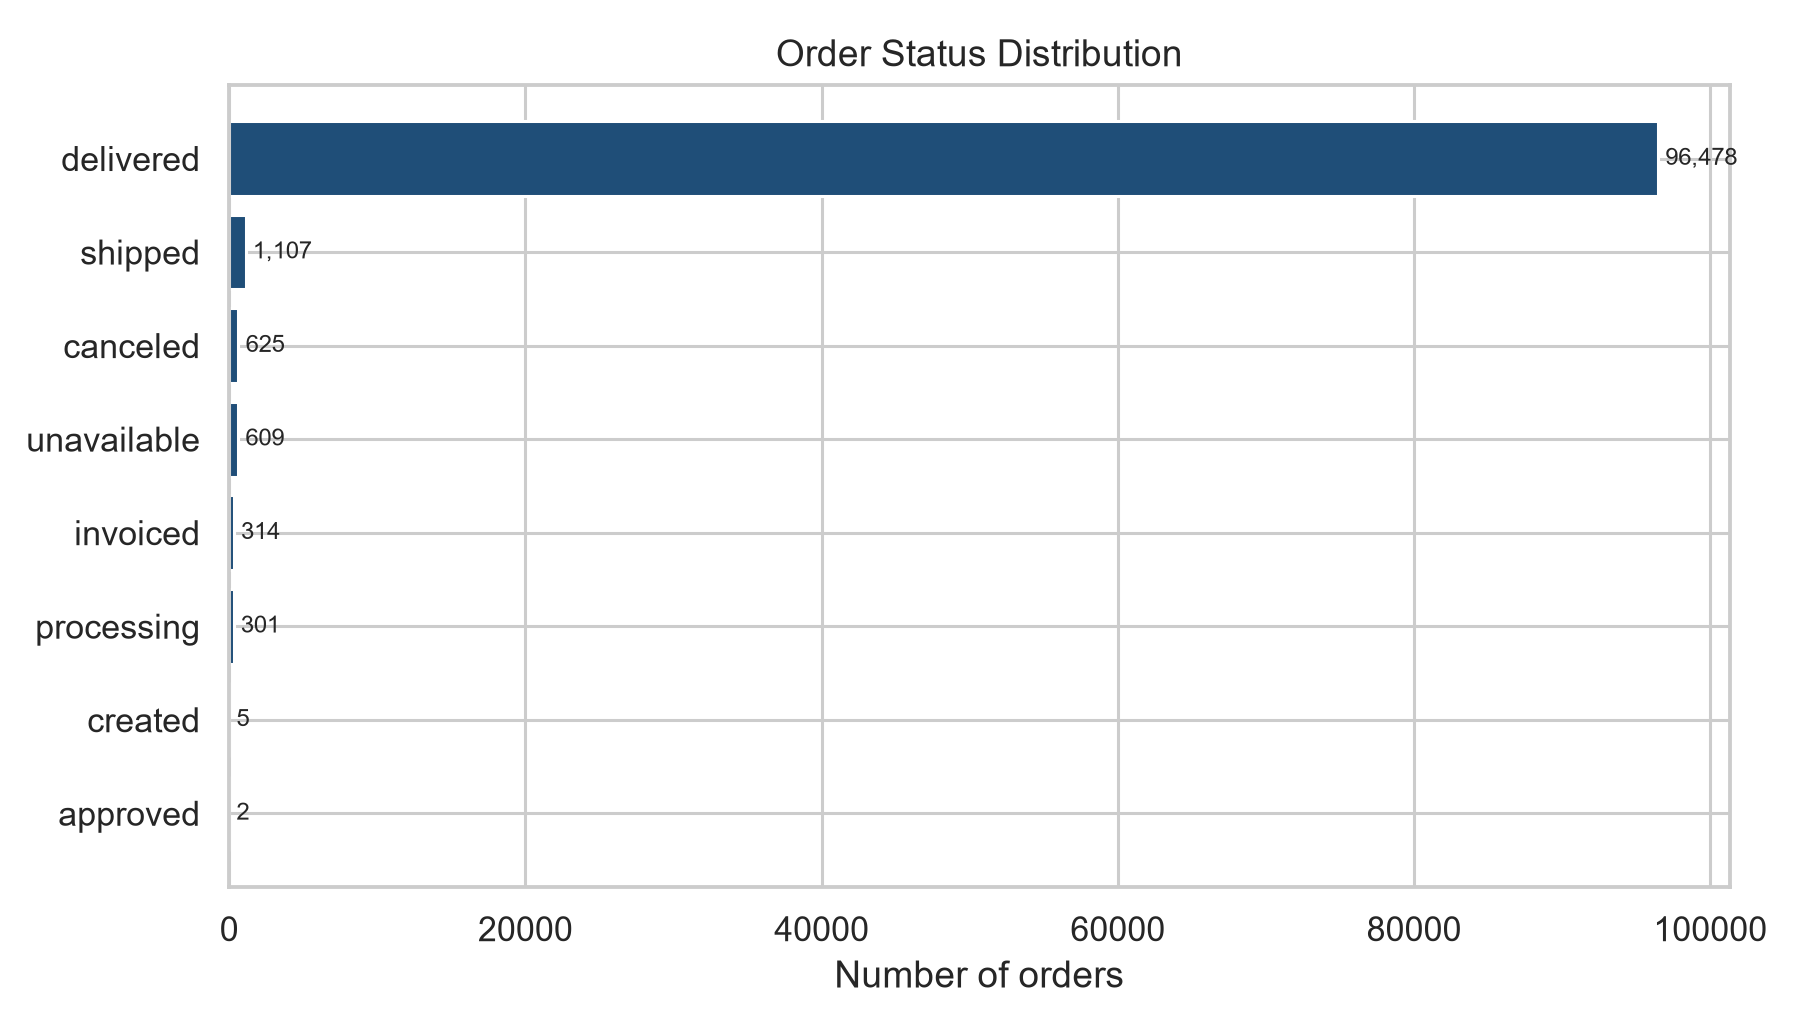 Order Status Distribution
delivered 96,478
shipped 1,107
canceled 625
unavailable 609
invoiced 314
processing 301
created 5
approved 2
0 20000 40000 60000 80000 100000
Number of orders